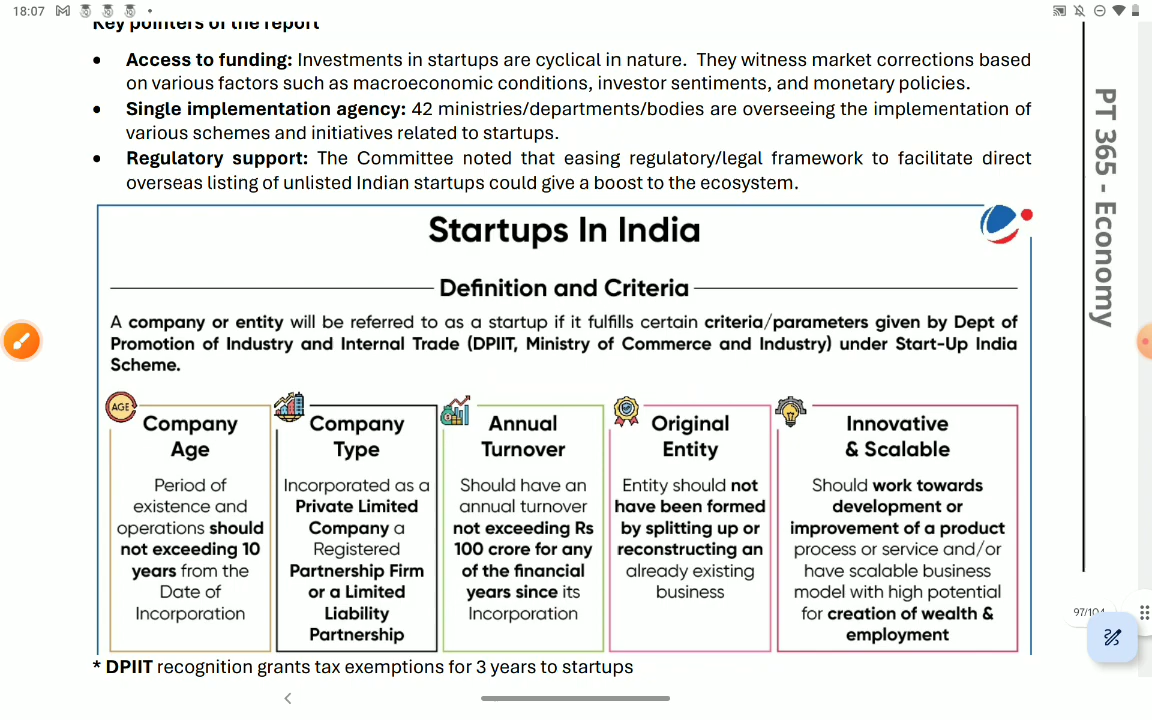 18:07
Key pointers of the report
• Access to funding: Investments in startups are cyclical in nature. They witness market corrections based
on various factors such as macroeconomic conditions, investor sentiments, and monetary policies.
• Single implementation agency: 42 ministries/departments/bodies are overseeing the implementation of
various schemes and initiatives related to startups.
• Regulatory support: The Committee noted that easing regulatory/legal framework to facilitate direct
overseas listing of unlisted Indian startups could give a boost to the ecosystem.
Startups In India
Definition and Criteria
A company or entity will be referred to as a startup if it fulfills certain criteria/parameters given by Dept of
Promotion of Industry and Internal Trade (DPIIT, Ministry of Commerce and Industry) under Start-Up India
Scheme.
AGE
Company
Age
Period of
existence and
operations should
not exceeding 10
years from the
Date of
Incorporation
Company
Type
Incorporated as a
Private Limited
Company a
Registered
Partnership Firm
or a Limited
Liability
Partnership
Annual
Turnover
Should have an
annual turnover
not exceeding Rs
100 crore for any
of the financial
years since its
Incorporation
Original
Entity
Entity should not
have been formed
by splitting up or
reconstructing an
already existing
business
Innovative
& Scalable
Should work towards
development or
improvement of a product
process or service and/or
have scalable business
model with high potential
for creation of wealth &
employment
* DPIIT recognition grants tax exemptions for 3 years to startups
PT 365 - Economy
97/104